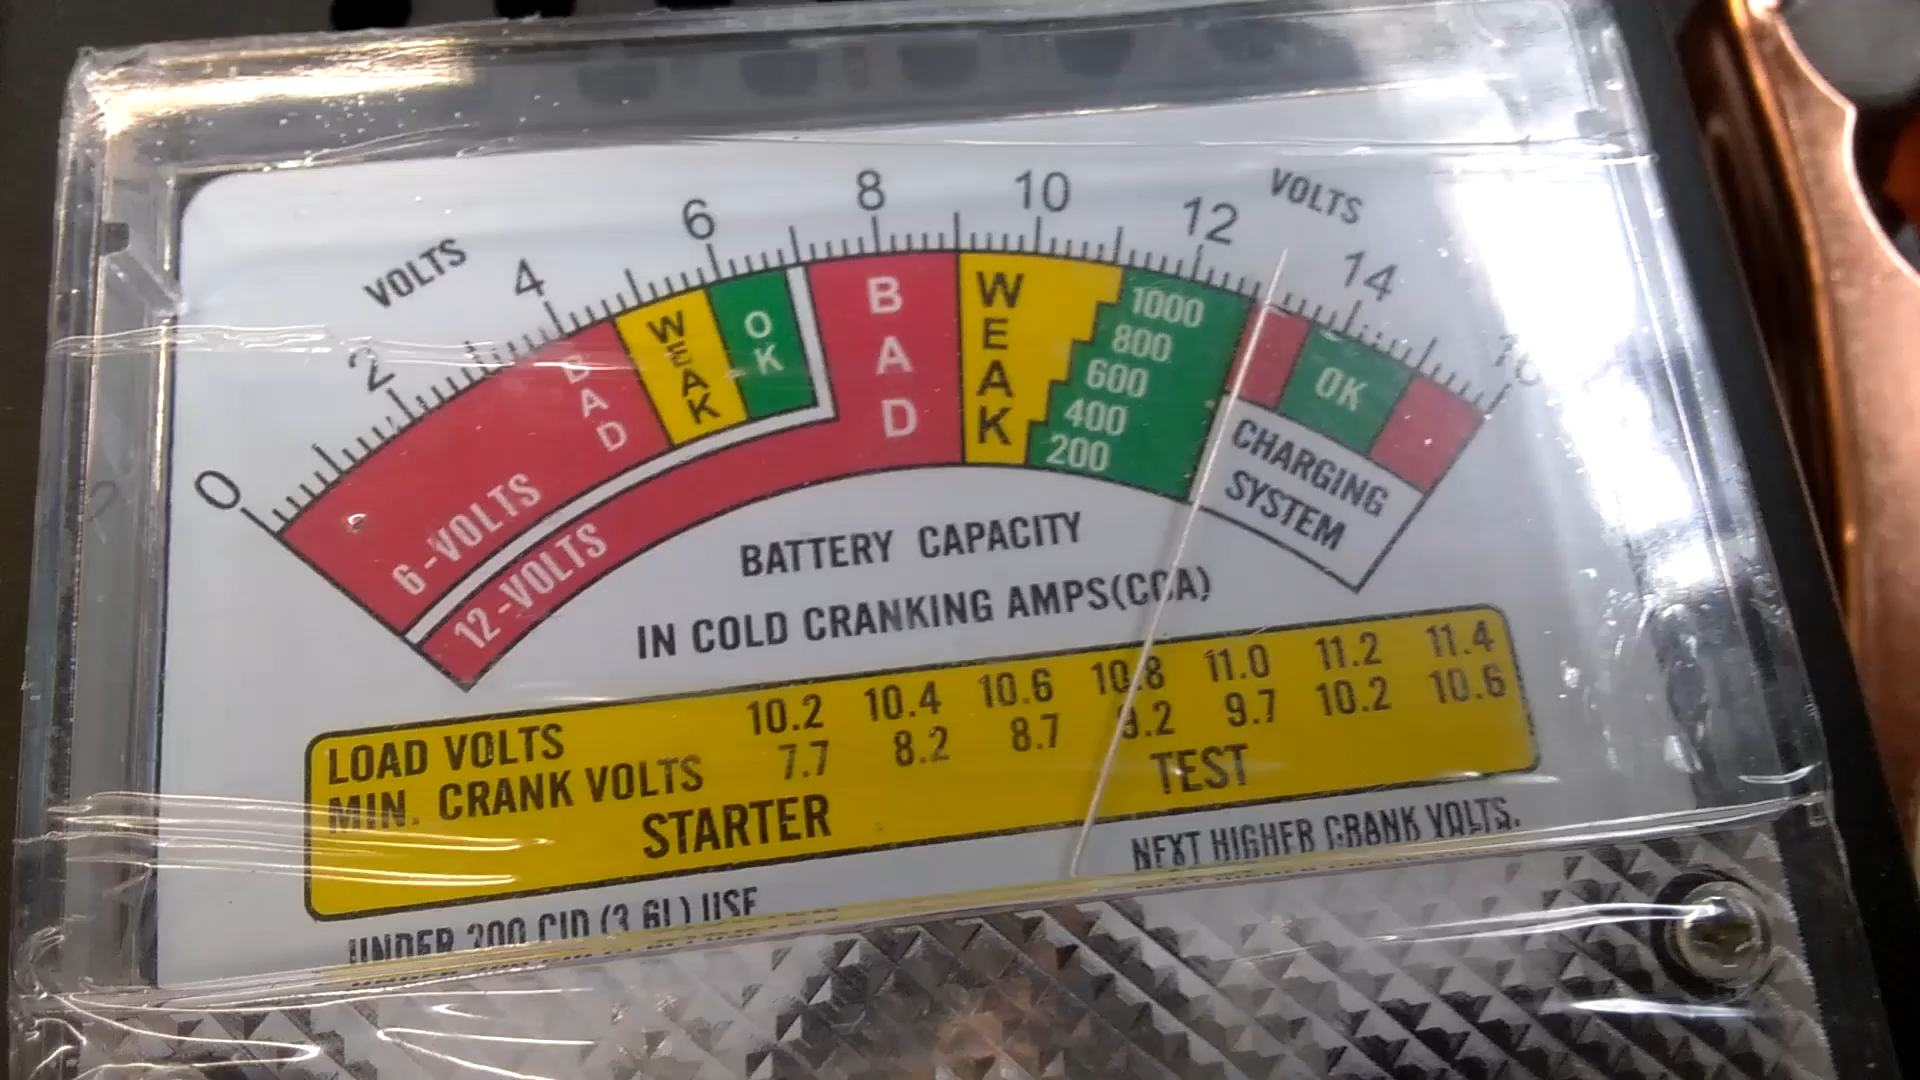 VOLTS VOLTS
0 2 4 6 8 10 12 14 16
BAD WEAK OK BAD WEAK 1000 OK
800
600
400
200
6-VOLTS
12-VOLTS
CHARGING
SYSTEM
BATTERY CAPACITY
IN COLD CRANKING AMPS(CCA)
LOAD VOLTS 10.2 10.4 10.6 10.8 11.0 11.2 11.4
MIN. CRANK VOLTS 7.7 8.2 8.7 9.2 9.7 10.2 10.6
STARTER TEST
UNDER 200 CID (3.6L) USE NEXT HIGHER CRANK VOLTS.